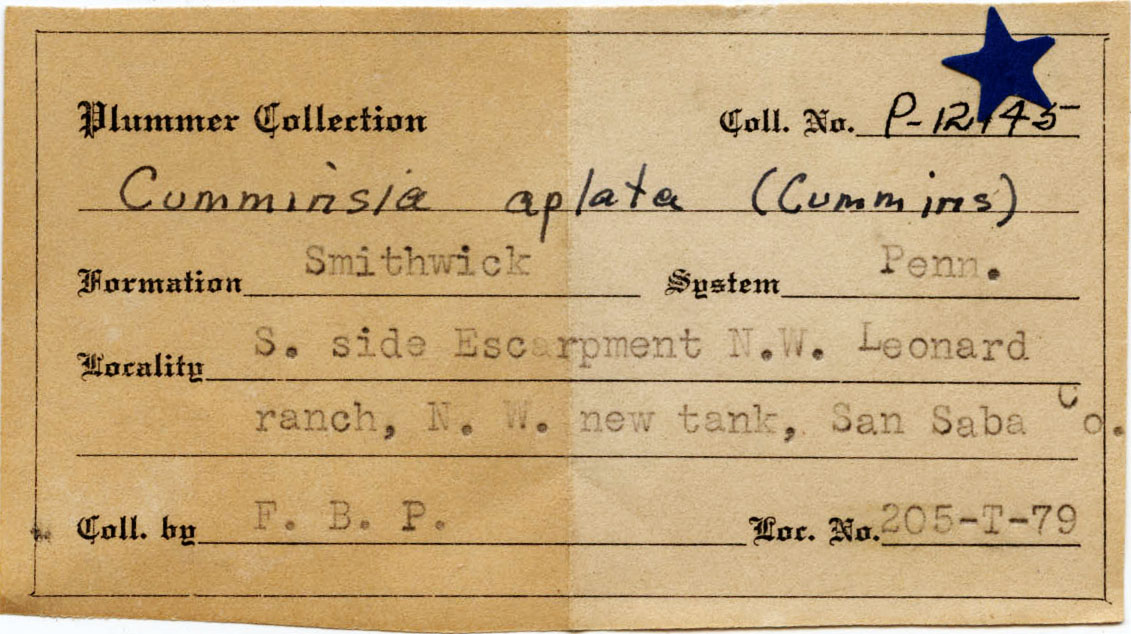 Plummer Collection Coll. No. P-12145
Cumminsia aplata (Cummins)
Formation Smithwick System Penn.
Locality S. side Escarpment N.W. Leonard
ranch, N. W. new tank, San Saba Co.
Coll. by F. B. P. Loc. No. 205-T-79